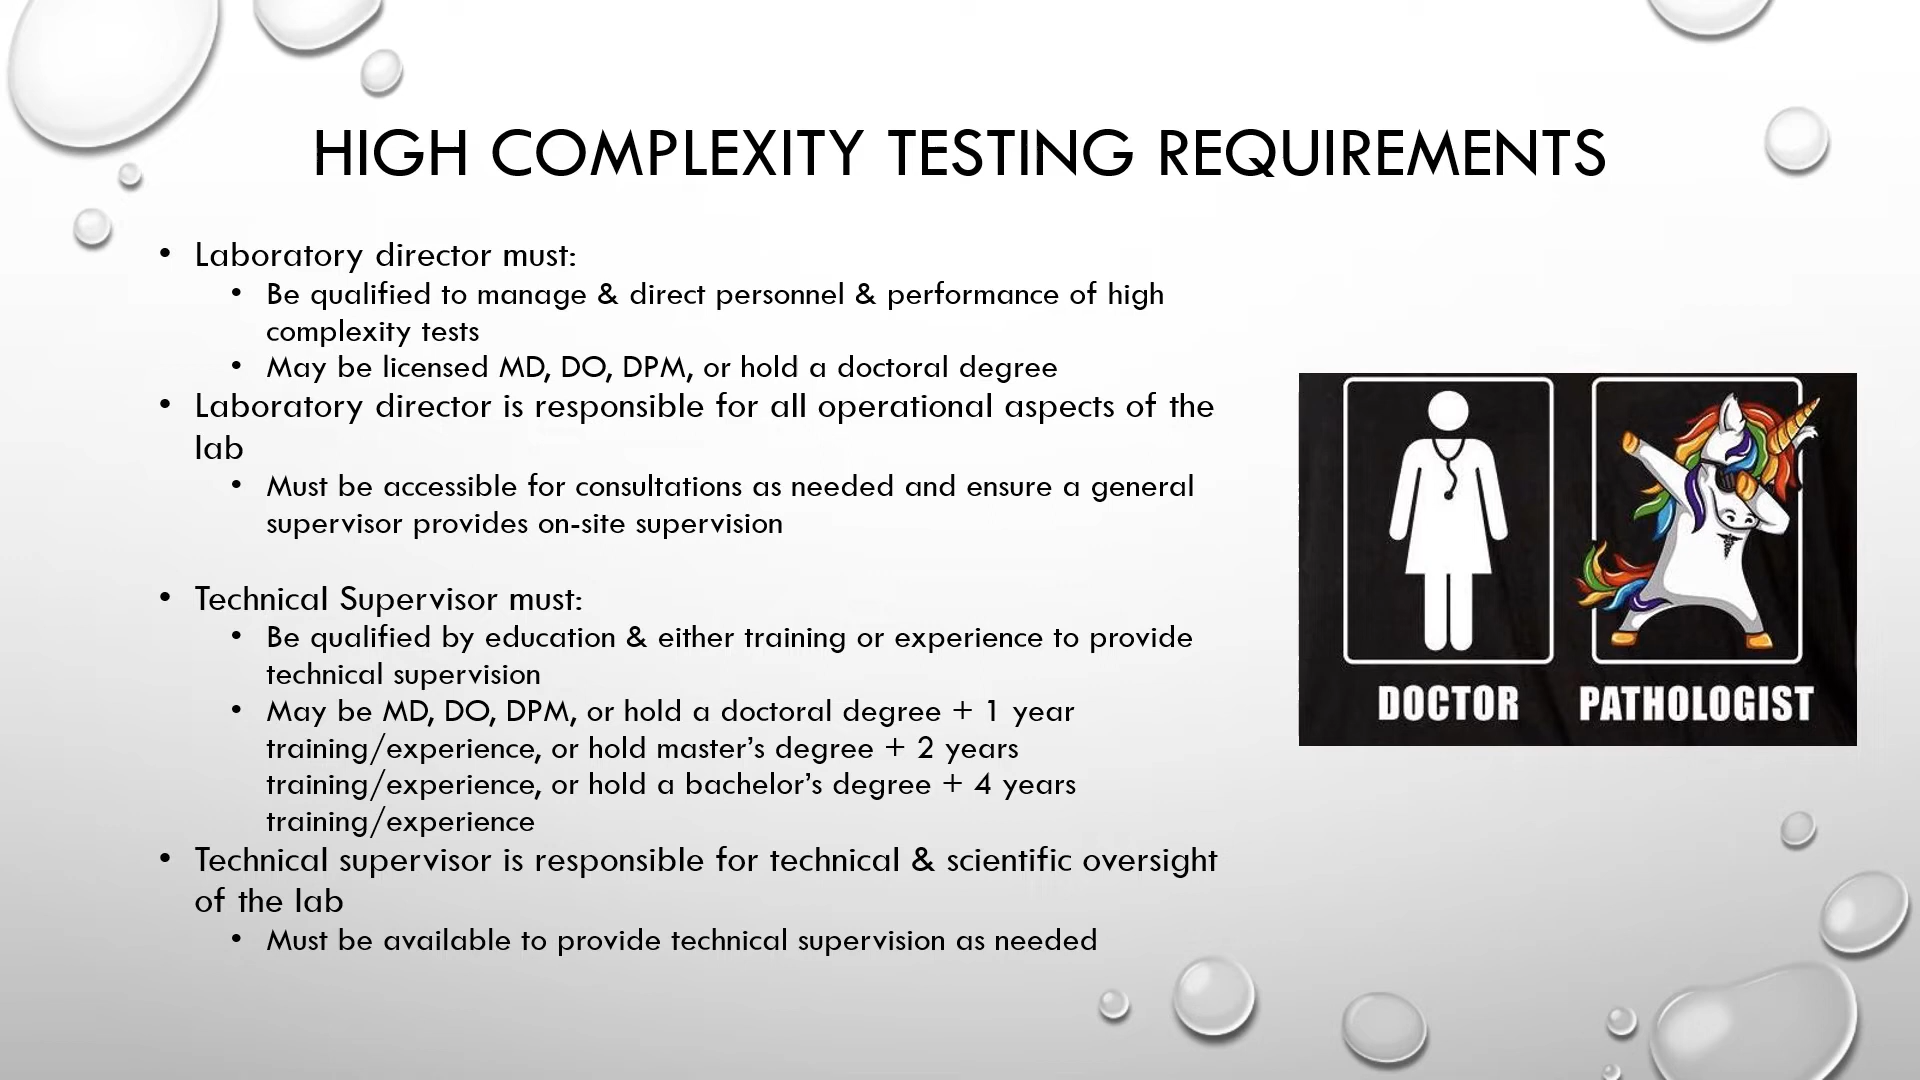 HIGH COMPLEXITY TESTING REQUIREMENTS
• Laboratory director must:
• Be qualified to manage & direct personnel & performance of high
complexity tests
• May be licensed MD, DO, DPM, or hold a doctoral degree
• Laboratory director is responsible for all operational aspects of the
lab
• Must be accessible for consultations as needed and ensure a general
supervisor provides on-site supervision
• Technical Supervisor must:
• Be qualified by education & either training or experience to provide
technical supervision
• May be MD, DO, DPM, or hold a doctoral degree + 1 year
training/experience, or hold master’s degree + 2 years
training/experience, or hold a bachelor’s degree + 4 years
training/experience
• Technical supervisor is responsible for technical & scientific oversight
of the lab
• Must be available to provide technical supervision as needed
DOCTOR PATHOLOGIST